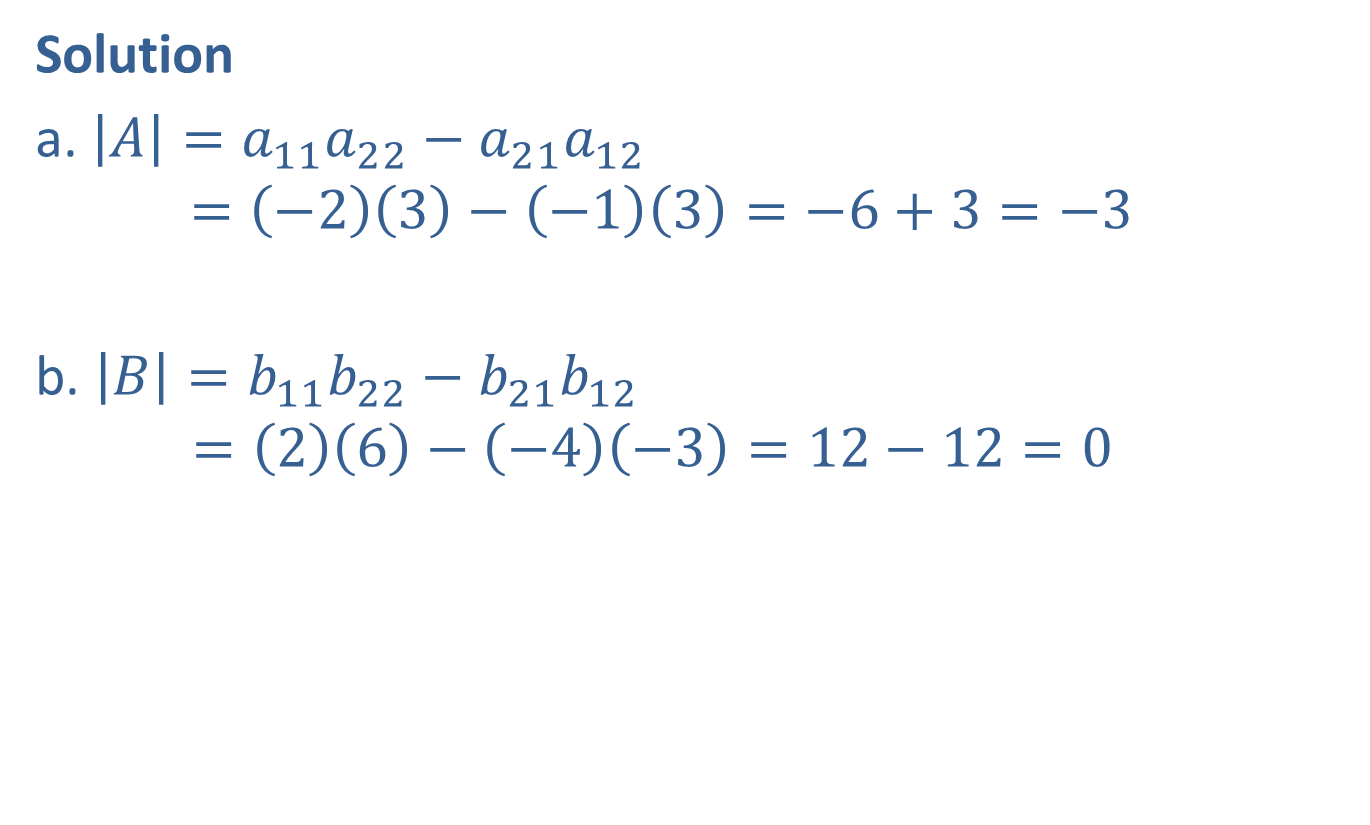 Solution
a. |𝐴| = 𝑎₁₁𝑎₂₂ − 𝑎₂₁𝑎₁₂
= (−2)(3) − (−1)(3) = −6 + 3 = −3
b. |𝐵| = 𝑏₁₁𝑏₂₂ − 𝑏₂₁𝑏₁₂
= (2)(6) − (−4)(−3) = 12 − 12 = 0